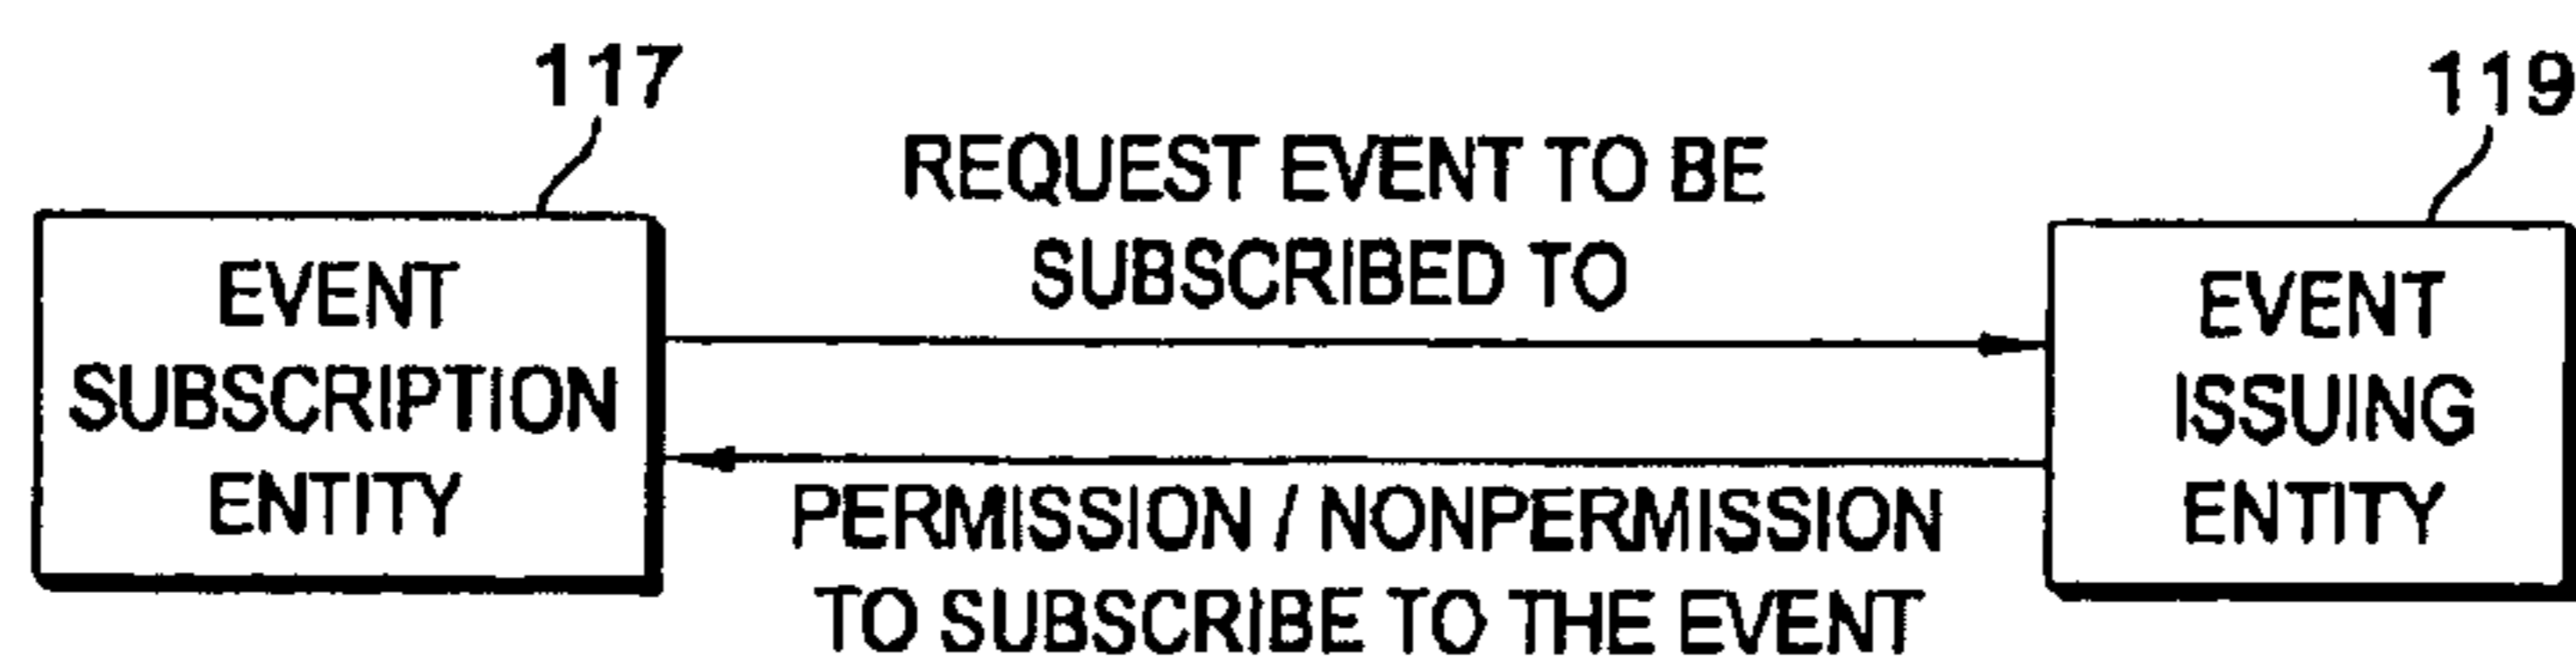 117
119
REQUEST EVENT TO BE
SUBSCRIBED TO
EVENT
SUBSCRIPTION
ENTITY
EVENT
ISSUING
ENTITY
PERMISSION / NONPERMISSION
TO SUBSCRIBE TO THE EVENT